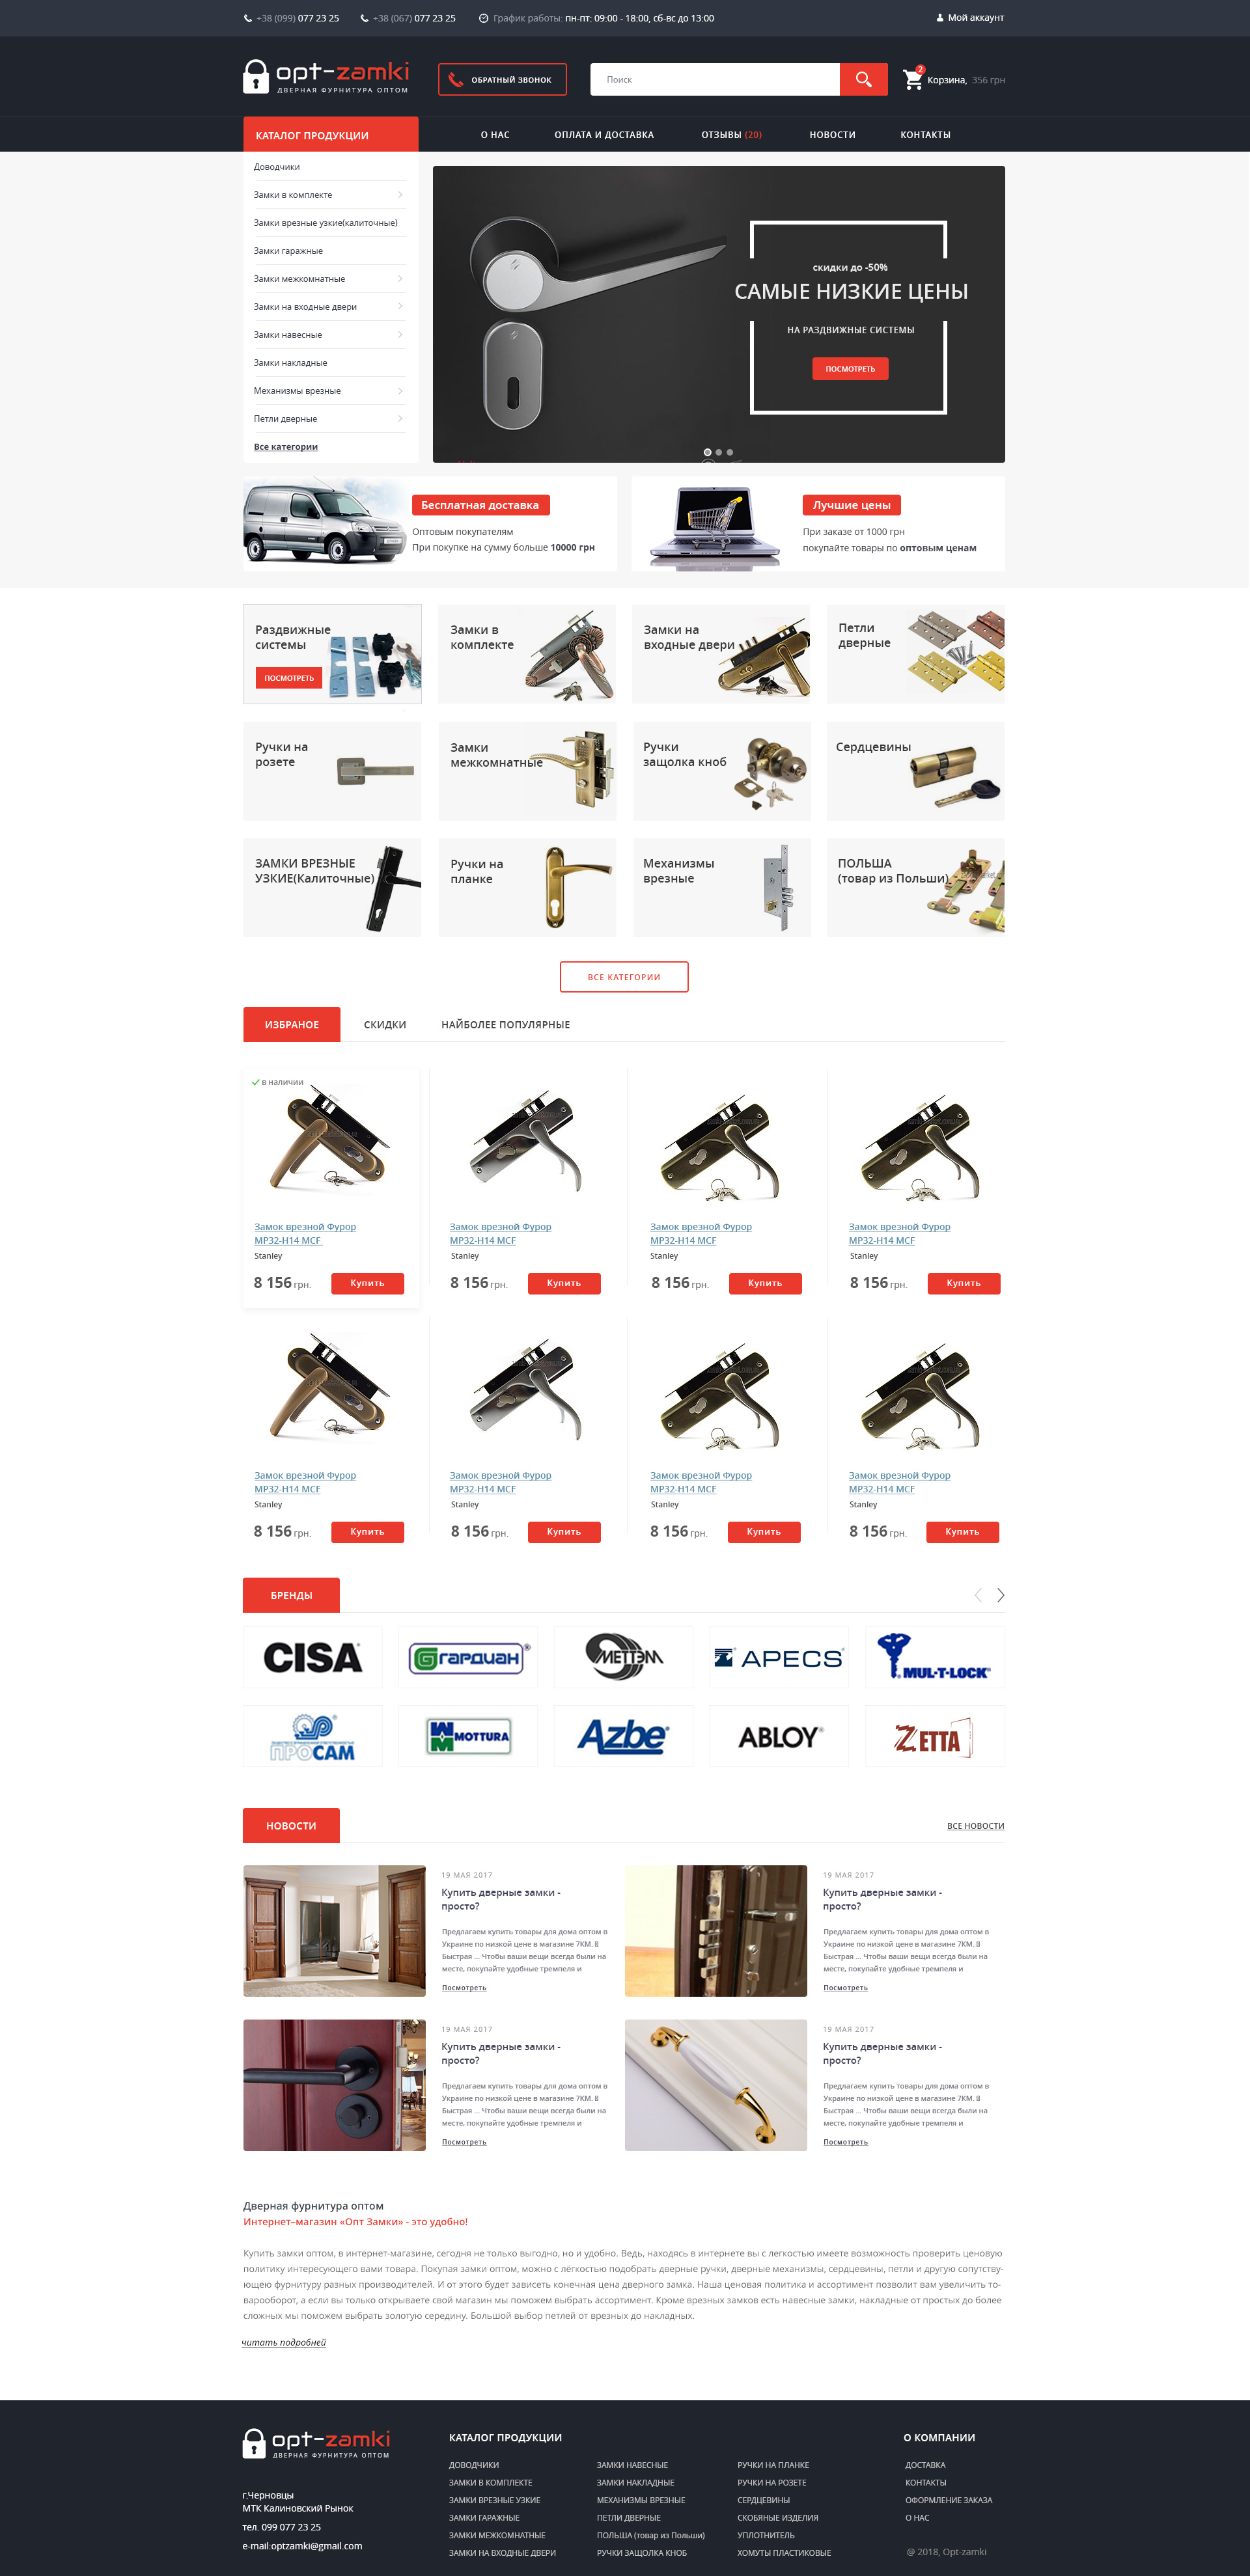 +38 (099) 077 23 25 +38 (067) 077 23 25 График работы: пн-пт: 09:00 - 18:00, сб-вс до 13:00 Мой аккаунт
opt-zamki
ДВЕРНАЯ ФУРНИТУРА ОПТОМ
ОБРАТНЫЙ ЗВОНОК
Поиск
2
Корзина, 356 грн
КАТАЛОГ ПРОДУКЦИИ
О НАС ОПЛАТА И ДОСТАВКА ОТЗЫВЫ (20) НОВОСТИ КОНТАКТЫ
Доводчики
Замки в комплекте
Замки врезные узкие(калиточные)
Замки гаражные
Замки межкомнатные
Замки на входные двери
Замки навесные
Замки накладные
Механизмы врезные
Петли дверные
Все категории
скидки до -50%
САМЫЕ НИЗКИЕ ЦЕНЫ
НА РАЗДВИЖНЫЕ СИСТЕМЫ
ПОСМОТРЕТЬ
Бесплатная доставка
Оптовым покупателям
При покупке на сумму больше 10000 грн
Лучшие цены
При заказе от 1000 грн
покупайте товары по оптовым ценам
Раздвижные
системы
ПОСМОТРЕТЬ
Замки в
комплекте
Замки на
входные двери
Петли
дверные
Ручки на
розете
Замки
межкомнатные
Ручки
защолка кноб
Сердцевины
ЗАМКИ ВРЕЗНЫЕ
УЗКИЕ(Калиточные)
Ручки на
планке
Механизмы
врезные
ПОЛЬША
(товар из Польши)
ВСЕ КАТЕГОРИИ
ИЗБРАНОЕ СКИДКИ НАЙБОЛЕЕ ПОПУЛЯРНЫЕ
в наличии
Замок врезной Фурор
MP32-H14 MCF
Stanley
8 156 грн. Купить
Замок врезной Фурор
MP32-H14 MCF
Stanley
8 156 грн. Купить
Замок врезной Фурор
MP32-H14 MCF
Stanley
8 156 грн. Купить
Замок врезной Фурор
MP32-H14 MCF
Stanley
8 156 грн. Купить
Замок врезной Фурор
MP32-H14 MCF
Stanley
8 156 грн. Купить
Замок врезной Фурор
MP32-H14 MCF
Stanley
8 156 грн. Купить
Замок врезной Фурор
MP32-H14 MCF
Stanley
8 156 грн. Купить
Замок врезной Фурор
MP32-H14 MCF
Stanley
8 156 грн. Купить
БРЕНДЫ
CISA
гардиан
МЕТТЭМ
APECS
MUL-T-LOCK
ПРОСАМ
MOTTURA
Azbe
ABLOY
ZETTA
НОВОСТИ
ВСЕ НОВОСТИ
19 МАЯ 2017
Купить дверные замки -
просто?
Предлагаем купить товары для дома оптом в
Украине по низкой цене в магазине 7КМ. В
Быстрая ... Чтобы ваши вещи всегда были на
месте, покупайте удобные тремпеля и
Посмотреть
19 МАЯ 2017
Купить дверные замки -
просто?
Предлагаем купить товары для дома оптом в
Украине по низкой цене в магазине 7КМ. В
Быстрая ... Чтобы ваши вещи всегда были на
месте, покупайте удобные тремпеля и
Посмотреть
19 МАЯ 2017
Купить дверные замки -
просто?
Предлагаем купить товары для дома оптом в
Украине по низкой цене в магазине 7КМ. В
Быстрая ... Чтобы ваши вещи всегда были на
месте, покупайте удобные тремпеля и
Посмотреть
19 МАЯ 2017
Купить дверные замки -
просто?
Предлагаем купить товары для дома оптом в
Украине по низкой цене в магазине 7КМ. В
Быстрая ... Чтобы ваши вещи всегда были на
месте, покупайте удобные тремпеля и
Посмотреть
Дверная фурнитура оптом
Интернет–магазин «Опт Замки» - это удобно!
Купить замки оптом, в интернет-магазине, сегодня не только выгодно, но и удобно. Ведь, находясь в интернете вы с легкостью имеете возможность проверить ценовую
политику интересующего вами товара. Покупая замки оптом, можно с лёгкостью подобрать дверные ручки, дверные механизмы, сердцевины, петли и другую сопутству-
ющею фурнитуру разных производителей. И от этого будет зависеть конечная цена дверного замка. Наша ценовая политика и ассортимент позволит вам увеличить то-
варооборот, а если вы только открываете свой магазин мы поможем выбрать ассортимент. Кроме врезных замков есть навесные замки, накладные от простых до более
сложных мы поможем выбрать золотую середину. Большой выбор петлей от врезных до накладных.
читать подробней
opt-zamki
ДВЕРНАЯ ФУРНИТУРА ОПТОМ
г.Черновцы
МТК Калиновский Рынок
тел. 099 077 23 25
e-mail:optzamki@gmail.com
КАТАЛОГ ПРОДУКЦИИ
ДОВОДЧИКИ
ЗАМКИ В КОМПЛЕКТЕ
ЗАМКИ ВРЕЗНЫЕ УЗКИЕ
ЗАМКИ ГАРАЖНЫЕ
ЗАМКИ МЕЖКОМНАТНЫЕ
ЗАМКИ НА ВХОДНЫЕ ДВЕРИ
ЗАМКИ НАВЕСНЫЕ
ЗАМКИ НАКЛАДНЫЕ
МЕХАНИЗМЫ ВРЕЗНЫЕ
ПЕТЛИ ДВЕРНЫЕ
ПОЛЬША (товар из Польши)
РУЧКИ ЗАЩОЛКА КНОБ
РУЧКИ НА ПЛАНКЕ
РУЧКИ НА РОЗЕТЕ
СЕРДЦЕВИНЫ
СКОБЯНЫЕ ИЗДЕЛИЯ
УПЛОТНИТЕЛЬ
ХОМУТЫ ПЛАСТИКОВЫЕ
О КОМПАНИИ
ДОСТАВКА
КОНТАКТЫ
ОФОРМЛЕНИЕ ЗАКАЗА
О НАС
@ 2018, Opt-zamki